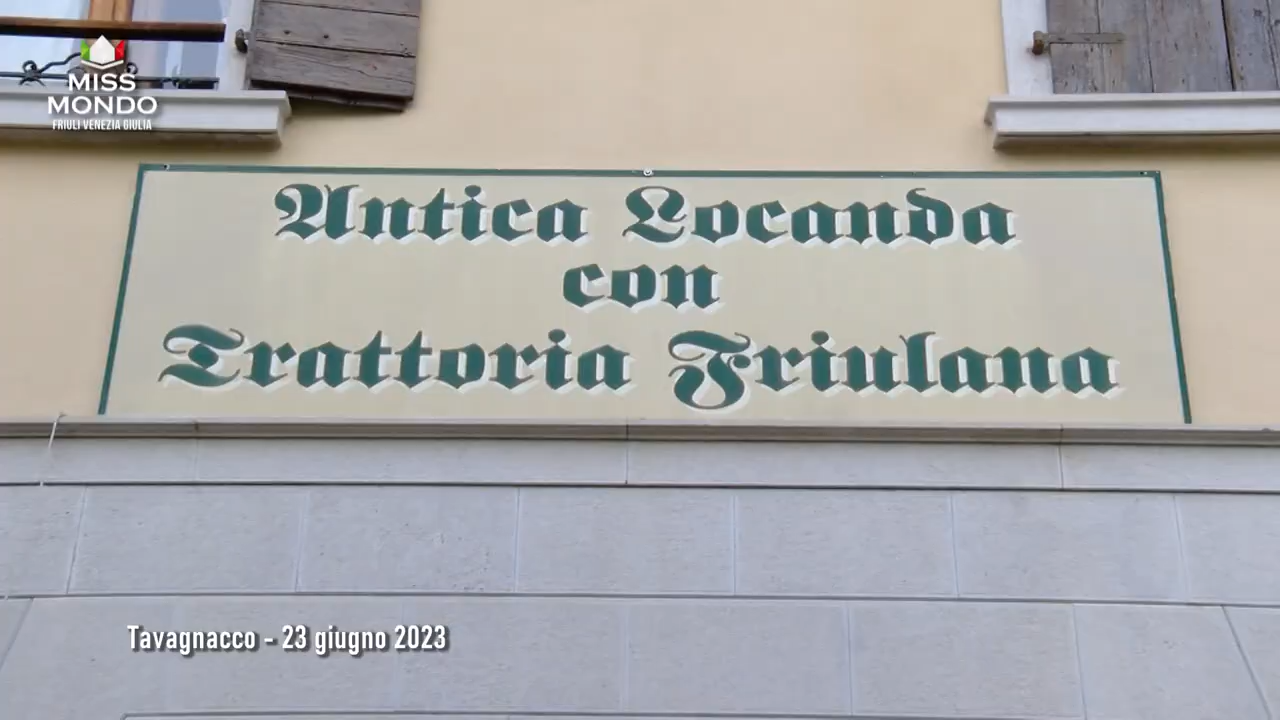 MISS
MONDO
FRIULI VENEZIA GIULIA
Antica Locanda
con
Trattoria Friulana
Tavagnacco - 23 giugno 2023